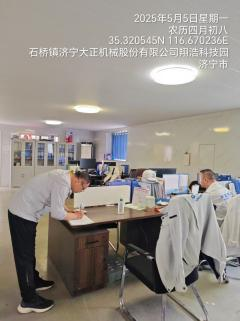 2025年5月5日星期一
农历四月初八
35.320545N 116.670236E
石桥镇济宁大正机械股份有限公司翔浩科技园
济宁市